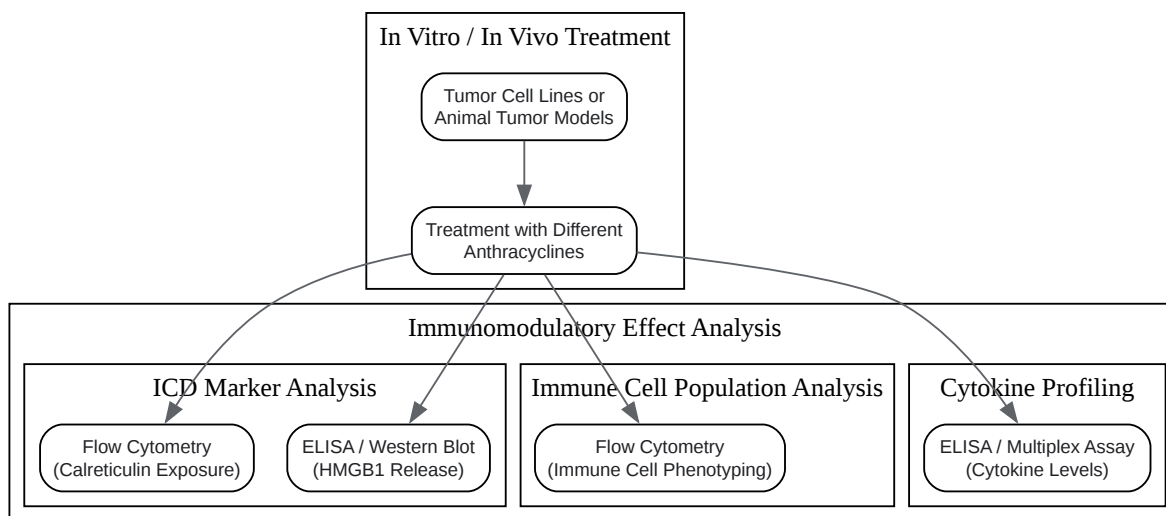 In Vitro / In Vivo Treatment
Tumor Cell Lines or
Animal Tumor Models
Treatment with Different
Anthracyclines
Immunomodulatory Effect Analysis
ICD Marker Analysis
Flow Cytometry
(Calreticulin Exposure)
ELISA / Western Blot
(HMGB1 Release)
Immune Cell Population Analysis
Flow Cytometry
(Immune Cell Phenotyping)
Cytokine Profiling
ELISA / Multiplex Assay
(Cytokine Levels)